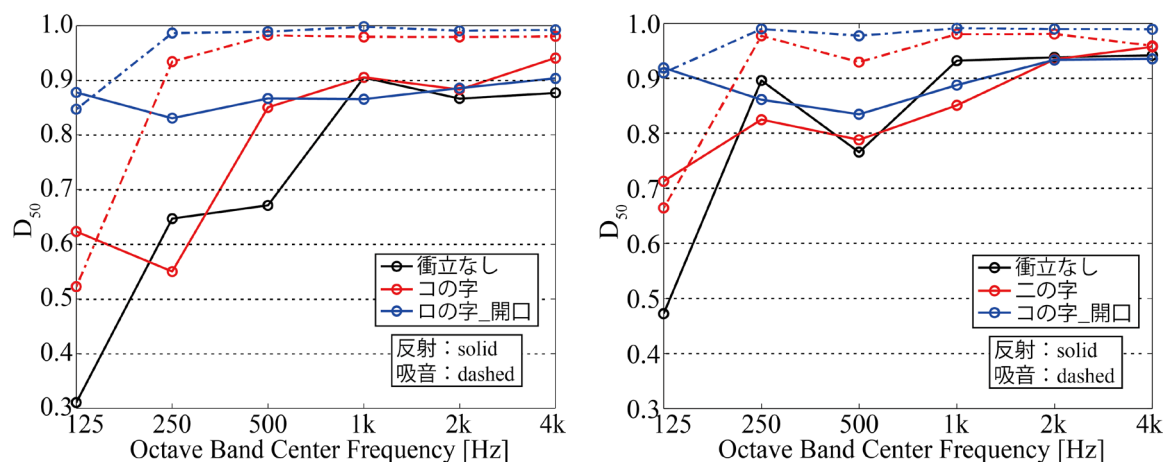 1.0
0.9
0.8
0.7
0.6
0.5
0.4
0.3
D50
125 250 500 1k 2k 4k
Octave Band Center Frequency [Hz]
衝立なし
コの字
ロの字_開口
反射：solid
吸音：dashed
1.0
0.9
0.8
0.7
0.6
0.5
0.4
0.3
D50
125 250 500 1k 2k 4k
Octave Band Center Frequency [Hz]
衝立なし
二の字
コの字_開口
反射：solid
吸音：dashed